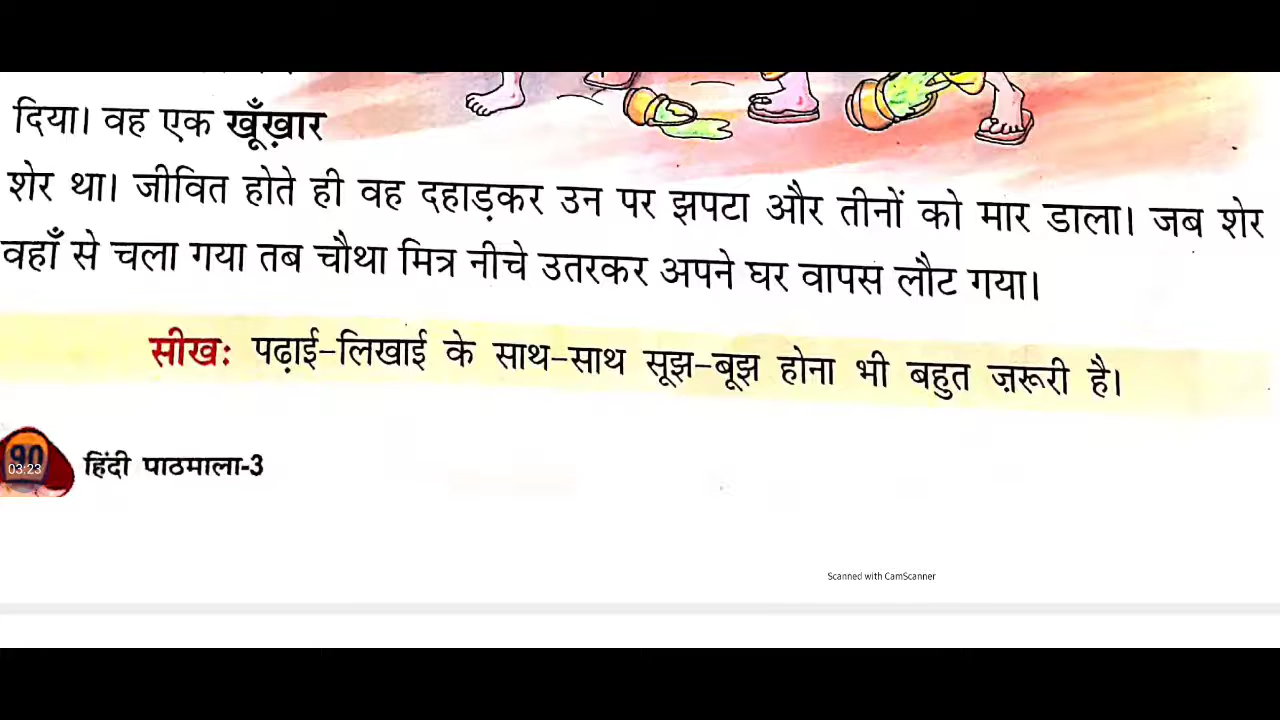 दिया। वह एक खूँख़ार
शेर था। जीवित होते ही वह दहाड़कर उन पर झपटा और तीनों को मार डाला। जब शेर
वहाँ से चला गया तब चौथा मित्र नीचे उतरकर अपने घर वापस लौट गया।
सीखः पढ़ाई-लिखाई के साथ-साथ सूझ-बूझ होना भी बहुत ज़रूरी है।
90
03:23
हिंदी पाठमाला-3
Scanned with CamScanner